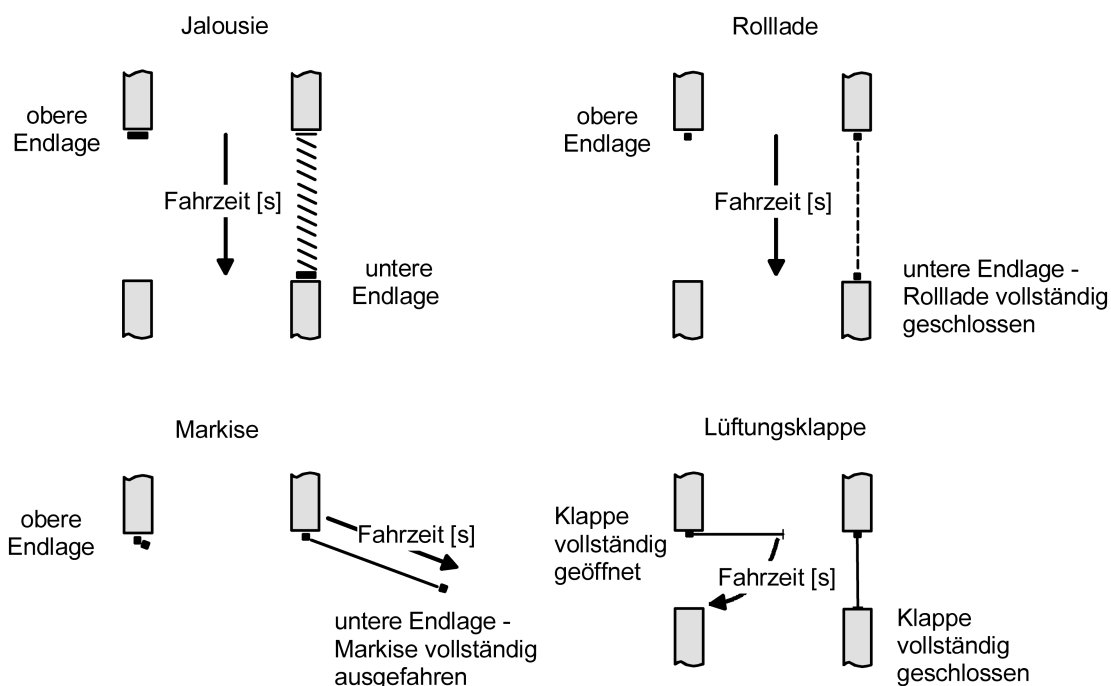 Jalousie
obere
Endlage
Fahrzeit [s]
untere
Endlage
Rolllade
obere
Endlage
Fahrzeit [s]
untere Endlage -
Rolllade vollständig
geschlossen
Markise
obere
Endlage
Fahrzeit [s]
untere Endlage -
Markise vollständig
ausgefahren
Lüftungsklappe
Klappe
vollständig
geöffnet
Fahrzeit [s]
Klappe
vollständig
geschlossen